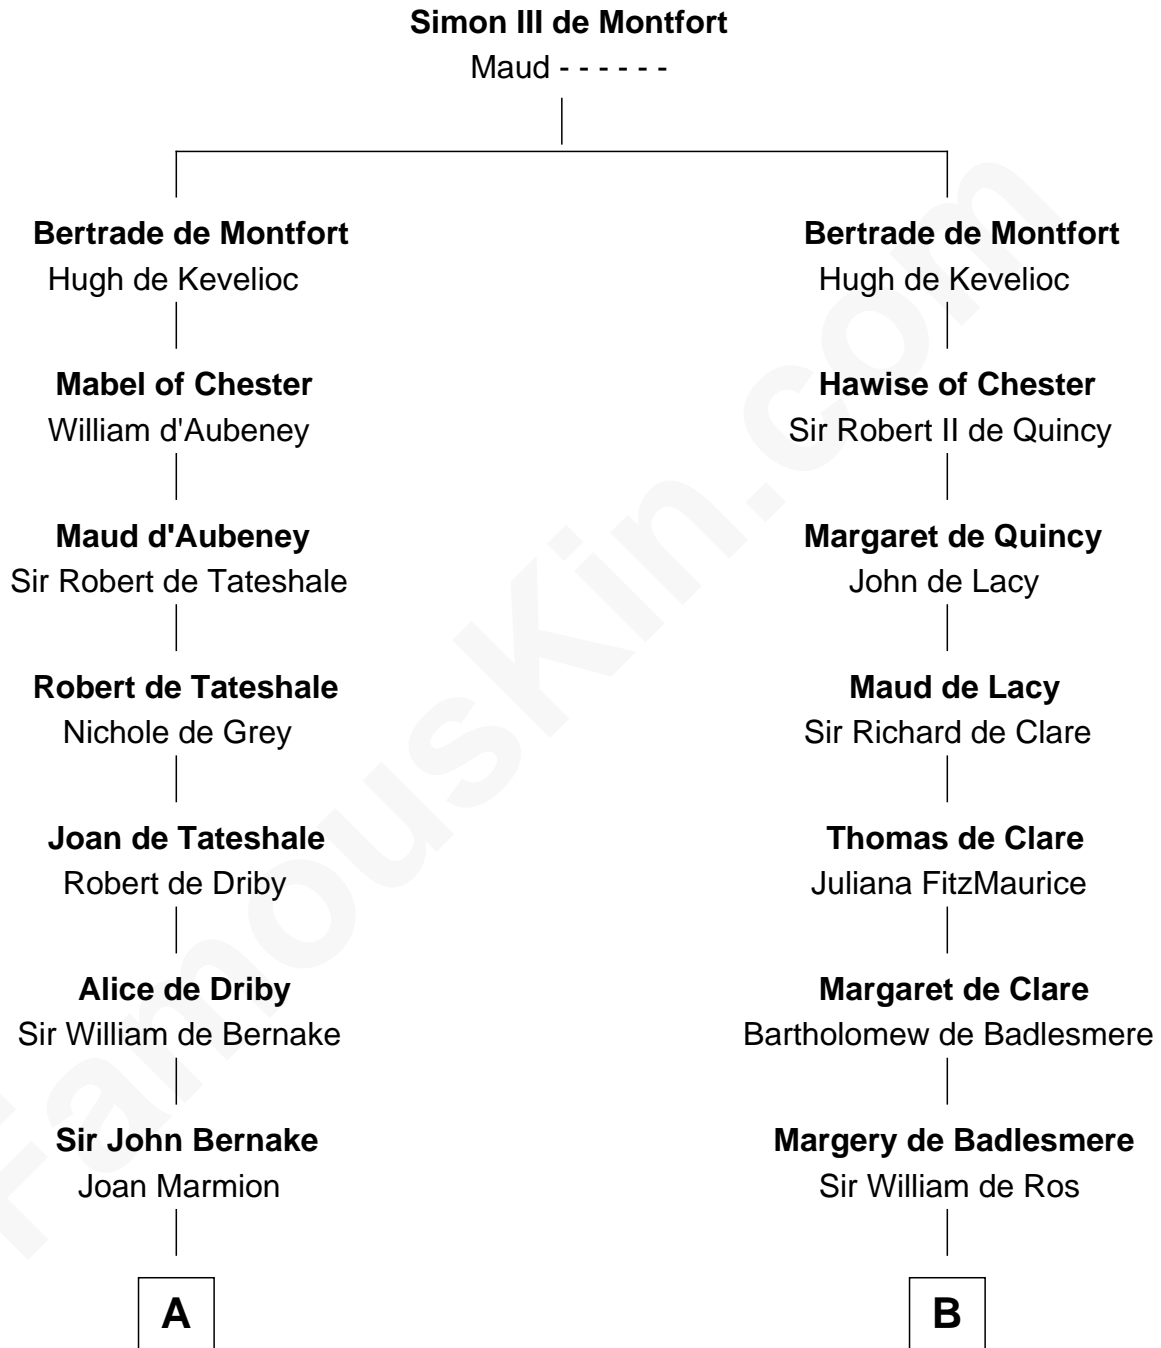 Simon III de Montfort
Maud - - - - - -
Bertrade de Montfort
Hugh de Kevelioc
Mabel of Chester
William d'Aubeney
Maud d'Aubeney
Sir Robert de Tateshale
Robert de Tateshale
Nichole de Grey
Joan de Tateshale
Robert de Driby
Alice de Driby
Sir William de Bernake
Sir John Bernake
Joan Marmion
A
Bertrade de Montfort
Hugh de Kevelioc
Hawise of Chester
Sir Robert II de Quincy
Margaret de Quincy
John de Lacy
Maud de Lacy
Sir Richard de Clare
Thomas de Clare
Juliana FitzMaurice
Margaret de Clare
Bartholomew de Badlesmere
Margery de Badlesmere
Sir William de Ros
B
FamousKin.com